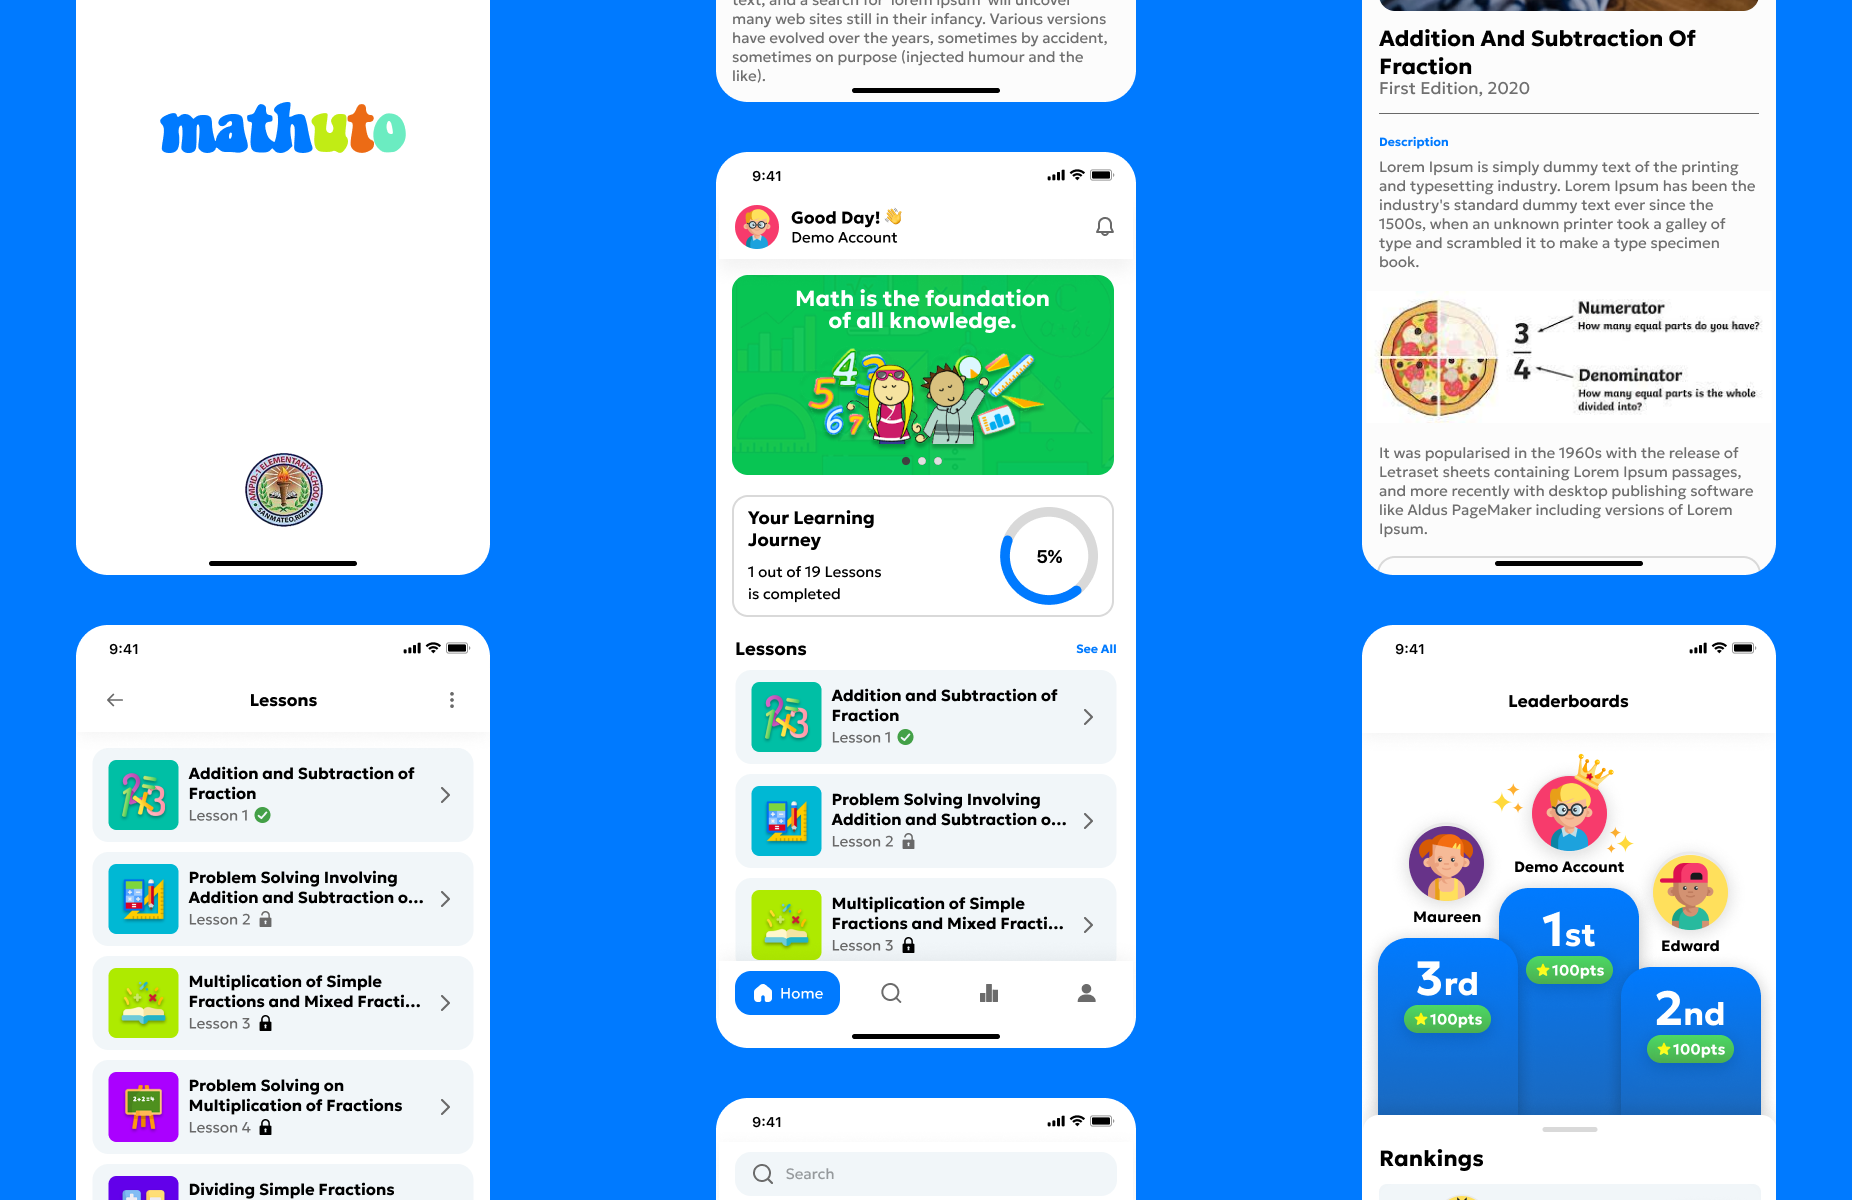 mathuto
AMPID-1 ELEMENTARY SCHOOL
SAN MATEO, RIZAL
9:41
Lessons
Addition and Subtraction of
Fraction
Lesson 1
Problem Solving Involving
Addition and Subtraction o...
Lesson 2
Multiplication of Simple
Fractions and Mixed Fracti...
Lesson 3
2+2=4
Problem Solving on
Multiplication of Fractions
Lesson 4
Dividing Simple Fractions
text, and a search for 'lorem ipsum' will uncover
many web sites still in their infancy. Various versions
have evolved over the years, sometimes by accident,
sometimes on purpose (injected humour and the
like).
9:41
Good Day!
Demo Account
Math is the foundation
of all knowledge.
4 3
5
6 7
Your Learning
Journey
1 out of 19 Lessons
is completed
5%
Lessons
See All
Addition and Subtraction of
Fraction
Lesson 1
Problem Solving Involving
Addition and Subtraction o...
Lesson 2
Multiplication of Simple
Fractions and Mixed Fracti...
Lesson 3
Home
9:41
Search
Addition And Subtraction Of
Fraction
First Edition, 2020
Description
Lorem Ipsum is simply dummy text of the printing
and typesetting industry. Lorem Ipsum has been the
industry's standard dummy text ever since the
1500s, when an unknown printer took a galley of
type and scrambled it to make a type specimen
book.
Numerator
How many equal parts do you have?
3
4
Denominator
How many equal parts is the whole
divided into?
It was popularised in the 1960s with the release of
Letraset sheets containing Lorem Ipsum passages,
and more recently with desktop publishing software
like Aldus PageMaker including versions of Lorem
Ipsum.
9:41
Leaderboards
Demo Account
Maureen
Edward
1st
100pts
3rd
100pts
2nd
100pts
Rankings